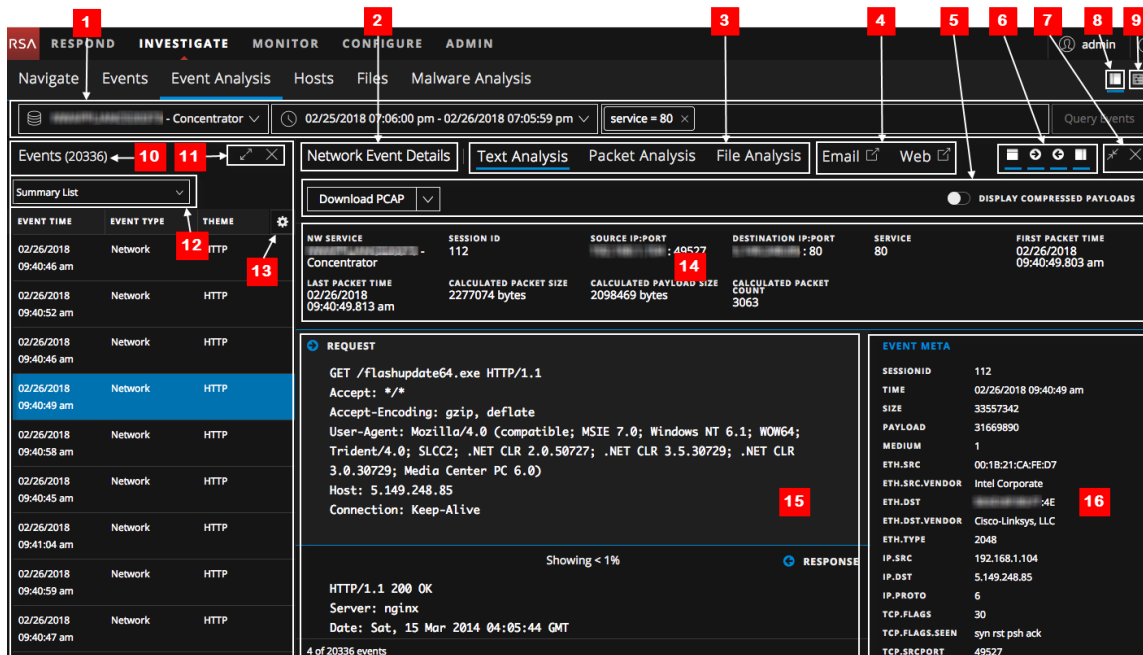 1 2 3 4 5 6 7 8 9
RSA RESPOND INVESTIGATE MONITOR CONFIGURE ADMIN admin
Navigate Events Event Analysis Hosts Files Malware Analysis
- Concentrator 02/25/2018 07:06:00 pm - 02/26/2018 07:05:59 pm service = 80 × Query Events
Events (20336) 10 11 Network Event Details Text Analysis Packet Analysis File Analysis Email Web
Summary List
12
Download PCAP DISPLAY COMPRESSED PAYLOADS
EVENT TIME EVENT TYPE THEME
13
02/26/2018 Network HTTP
09:40:46 am
02/26/2018 Network HTTP
09:40:52 am
02/26/2018 Network HTTP
09:40:46 am
02/26/2018 Network HTTP
09:40:49 am
02/26/2018 Network HTTP
09:40:58 am
02/26/2018 Network HTTP
09:40:45 am
02/26/2018 Network HTTP
09:41:04 am
02/26/2018 Network HTTP
09:40:59 am
02/26/2018 Network HTTP
09:40:47 am
NW SERVICE SESSION ID SOURCE IP:PORT DESTINATION IP:PORT SERVICE FIRST PACKET TIME
- 112 : 49527 : 80 80 02/26/2018
Concentrator 14 09:40:49.803 am
LAST PACKET TIME CALCULATED PACKET SIZE CALCULATED PAYLOAD SIZE CALCULATED PACKET COUNT
02/26/2018 2277074 bytes 2098469 bytes 3063
09:40:49.813 am
REQUEST
GET /flashupdate64.exe HTTP/1.1
Accept: */*
Accept-Encoding: gzip, deflate
User-Agent: Mozilla/4.0 (compatible; MSIE 7.0; Windows NT 6.1; WOW64;
Trident/4.0; SLCC2; .NET CLR 2.0.50727; .NET CLR 3.5.30729; .NET CLR
3.0.30729; Media Center PC 6.0)
Host: 5.149.248.85
Connection: Keep-Alive
15
Showing < 1% RESPONSE
HTTP/1.1 200 OK
Server: nginx
Date: Sat, 15 Mar 2014 04:05:44 GMT
4 of 20336 events
EVENT META
SESSIONID 112
TIME 02/26/2018 09:40:49 am
SIZE 33557342
PAYLOAD 31669890
MEDIUM 1
ETH.SRC 00:1B:21:CA:FE:D7
ETH.SRC.VENDOR Intel Corporate
ETH.DST :4E
16
ETH.DST.VENDOR Cisco-Linksys, LLC
ETH.TYPE 2048
IP.SRC 192.168.1.104
IP.DST 5.149.248.85
IP.PROTO 6
TCP.FLAGS 30
TCP.FLAGS.SEEN syn rst psh ack
TCP.SRCPORT 49527